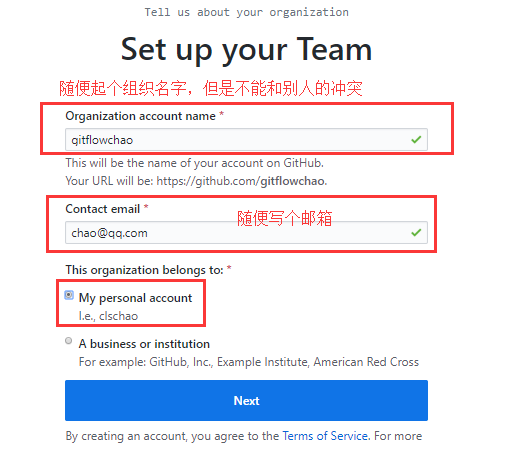 Tell us about your organization
Set up your Team
随便起个组织名字，但是不能和别人的冲突
Organization account name *
gitflowchao
This will be the name of your account on GitHub.
Your URL will be: https://github.com/gitflowchao.
Contact email *
随便写个邮箱
chao@qq.com
This organization belongs to: *
My personal account
I.e., clschao
A business or institution
For example: GitHub, Inc., Example Institute, American Red Cross
Next
By creating an account, you agree to the Terms of Service. For more